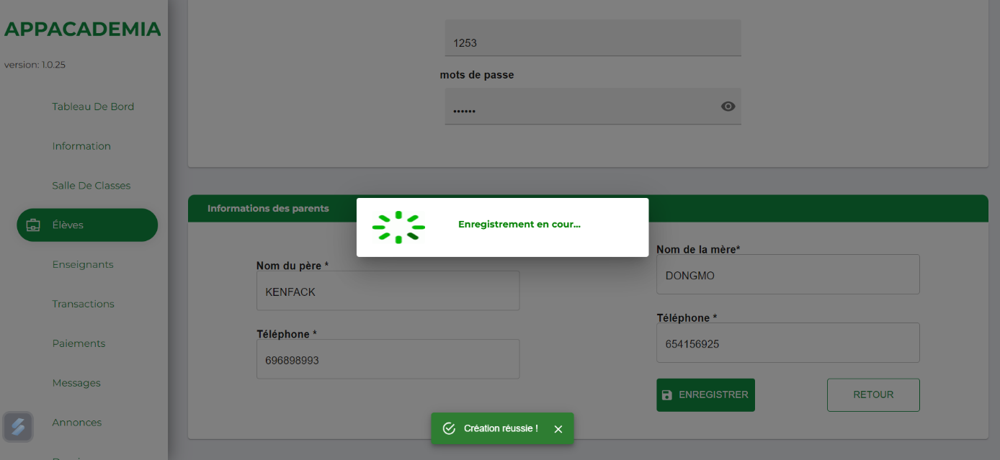 APPACADEMIA
version: 1.0.25
Tableau De Bord
Information
Salle De Classes
Élèves
Enseignants
Transactions
Paiements
Messages
Annonces
1253
mots de passe
••••••
Informations des parents
Enregistrement en cour...
Nom du père *
KENFACK
Téléphone *
696898993
Nom de la mère*
DONGMO
Téléphone *
654156925
ENREGISTRER
RETOUR
Création réussie !